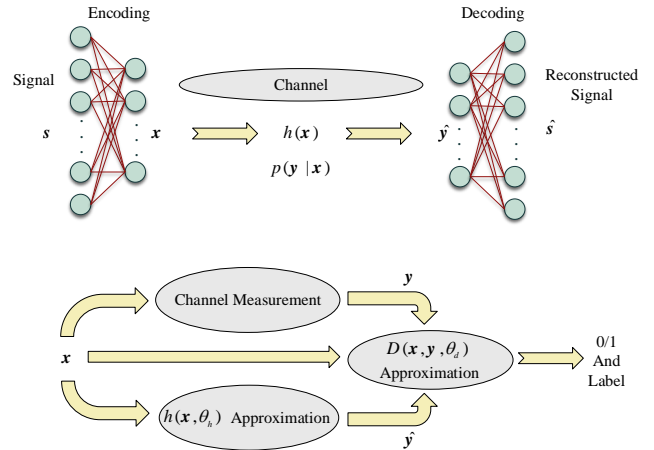 Encoding
Decoding
Signal
Channel
Reconstructed
Signal
s
x
h(x)
ŷ
ŝ
p(y | x)
Channel Measurement
y
x
D(x, y, θ_d)
Approximation
0/1
And
Label
h(x, θ_h) Approximation
ŷ